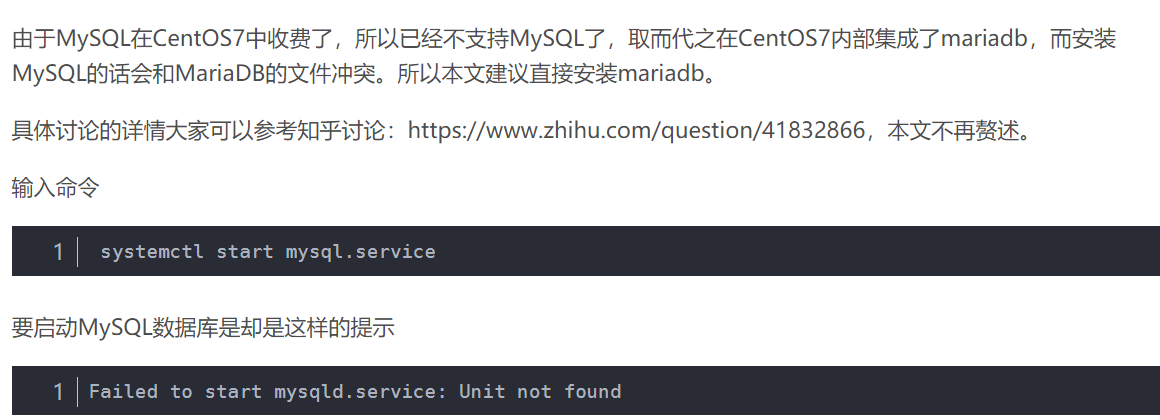 由于MySQL在CentOS7中收费了，所以已经不支持MySQL了，取而代之在CentOS7内部集成了mariadb，而安装
MySQL的话会和MariaDB的文件冲突。所以本文建议直接安装mariadb。
具体讨论的详情大家可以参考知乎讨论：https://www.zhihu.com/question/41832866，本文不再赘述。
输入命令
1 systemctl start mysql.service
要启动MySQL数据库是却是这样的提示
1 Failed to start mysqld.service: Unit not found